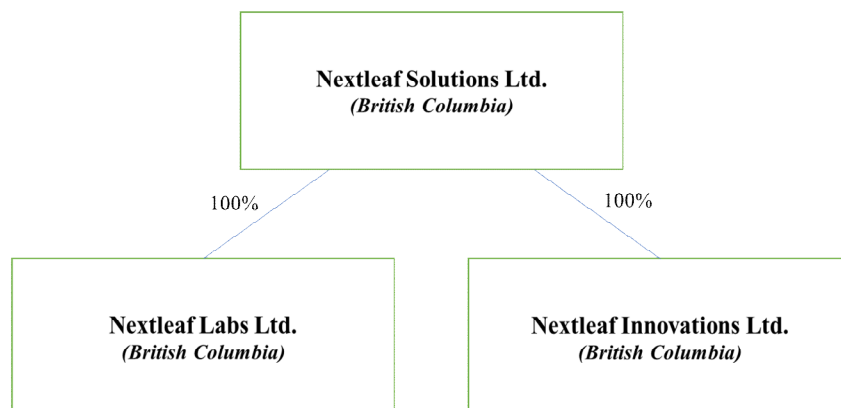 Nextleaf Solutions Ltd.
(British Columbia)
100%
100%
Nextleaf Labs Ltd.
(British Columbia)
Nextleaf Innovations Ltd.
(British Columbia)